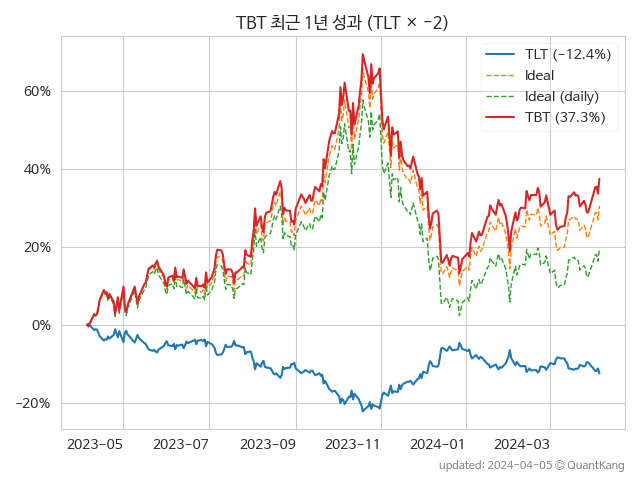 TBT 최근 1년 성과 (TLT × −2)
TLT (−12.4%)
Ideal
Ideal (daily)
TBT (37.3%)
60%
40%
20%
0%
−20%
2023-05
2023-07
2023-09
2023-11
2024-01
2024-03
updated: 2024-04-05 © QuantKang